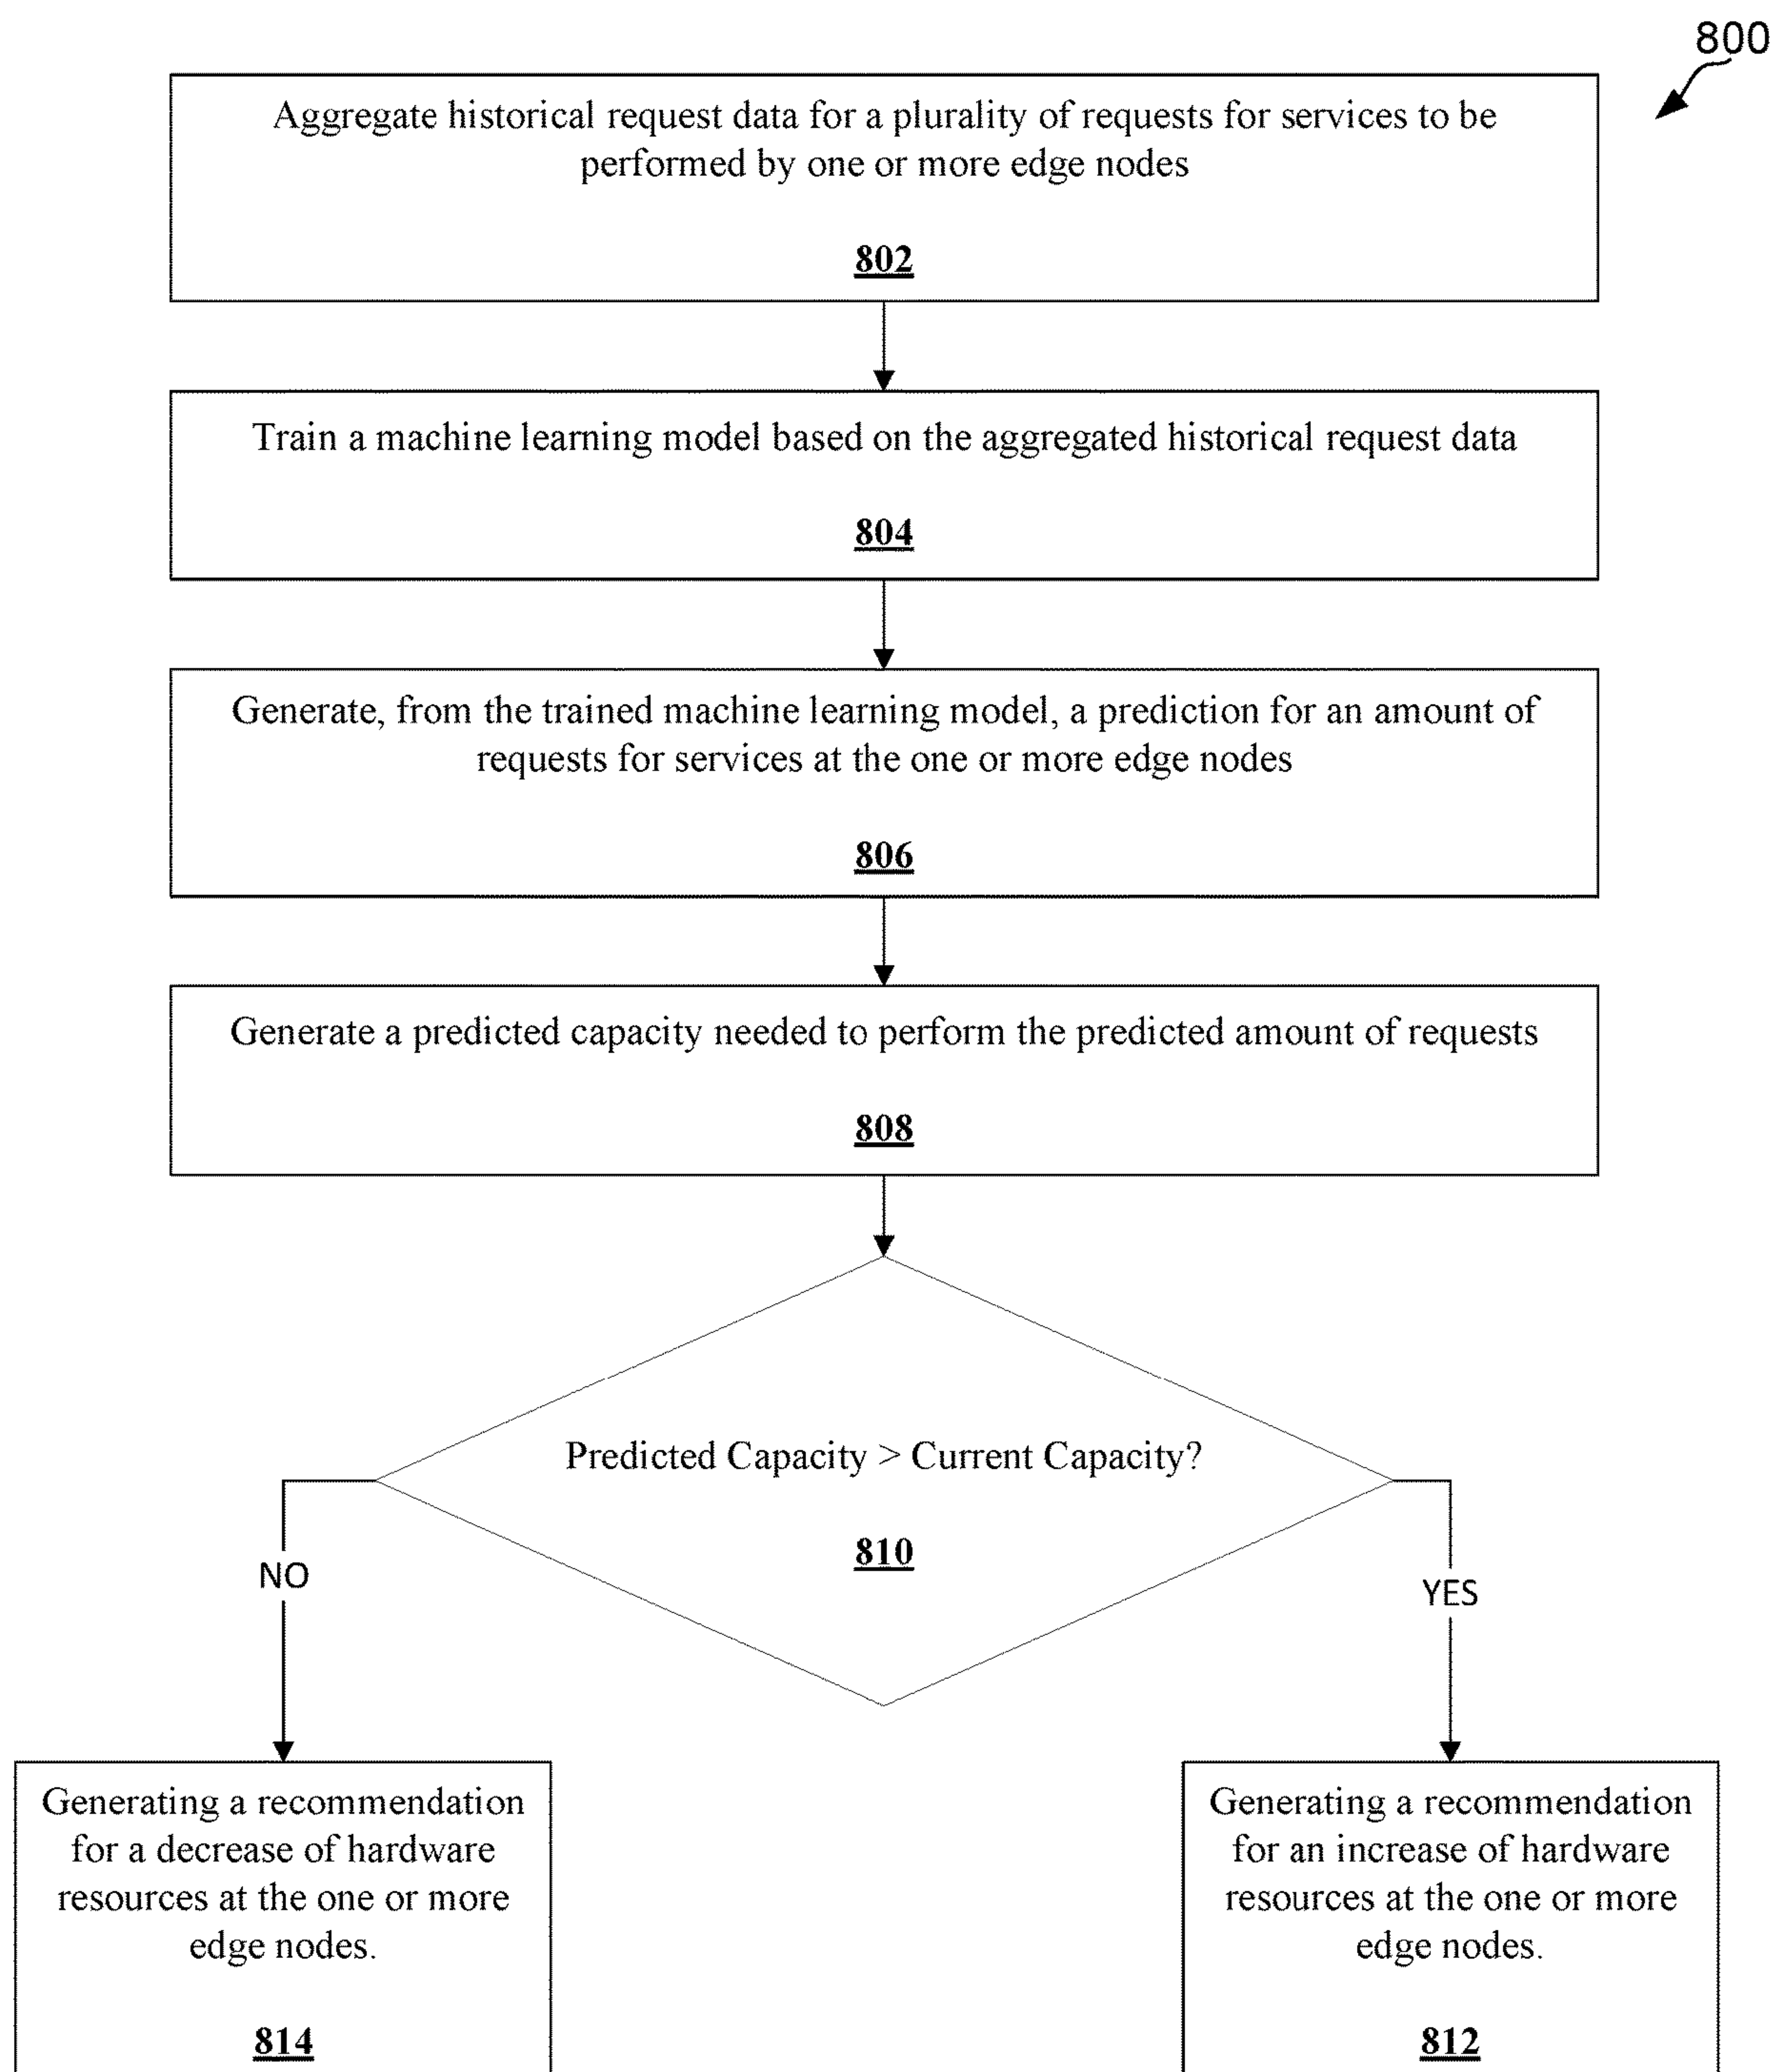 800
Aggregate historical request data for a plurality of requests for services to be
performed by one or more edge nodes
802
Train a machine learning model based on the aggregated historical request data
804
Generate, from the trained machine learning model, a prediction for an amount of
requests for services at the one or more edge nodes
806
Generate a predicted capacity needed to perform the predicted amount of requests
808
Predicted Capacity > Current Capacity?
810
NO
YES
Generating a recommendation
for a decrease of hardware
resources at the one or more
edge nodes.
814
Generating a recommendation
for an increase of hardware
resources at the one or more
edge nodes.
812